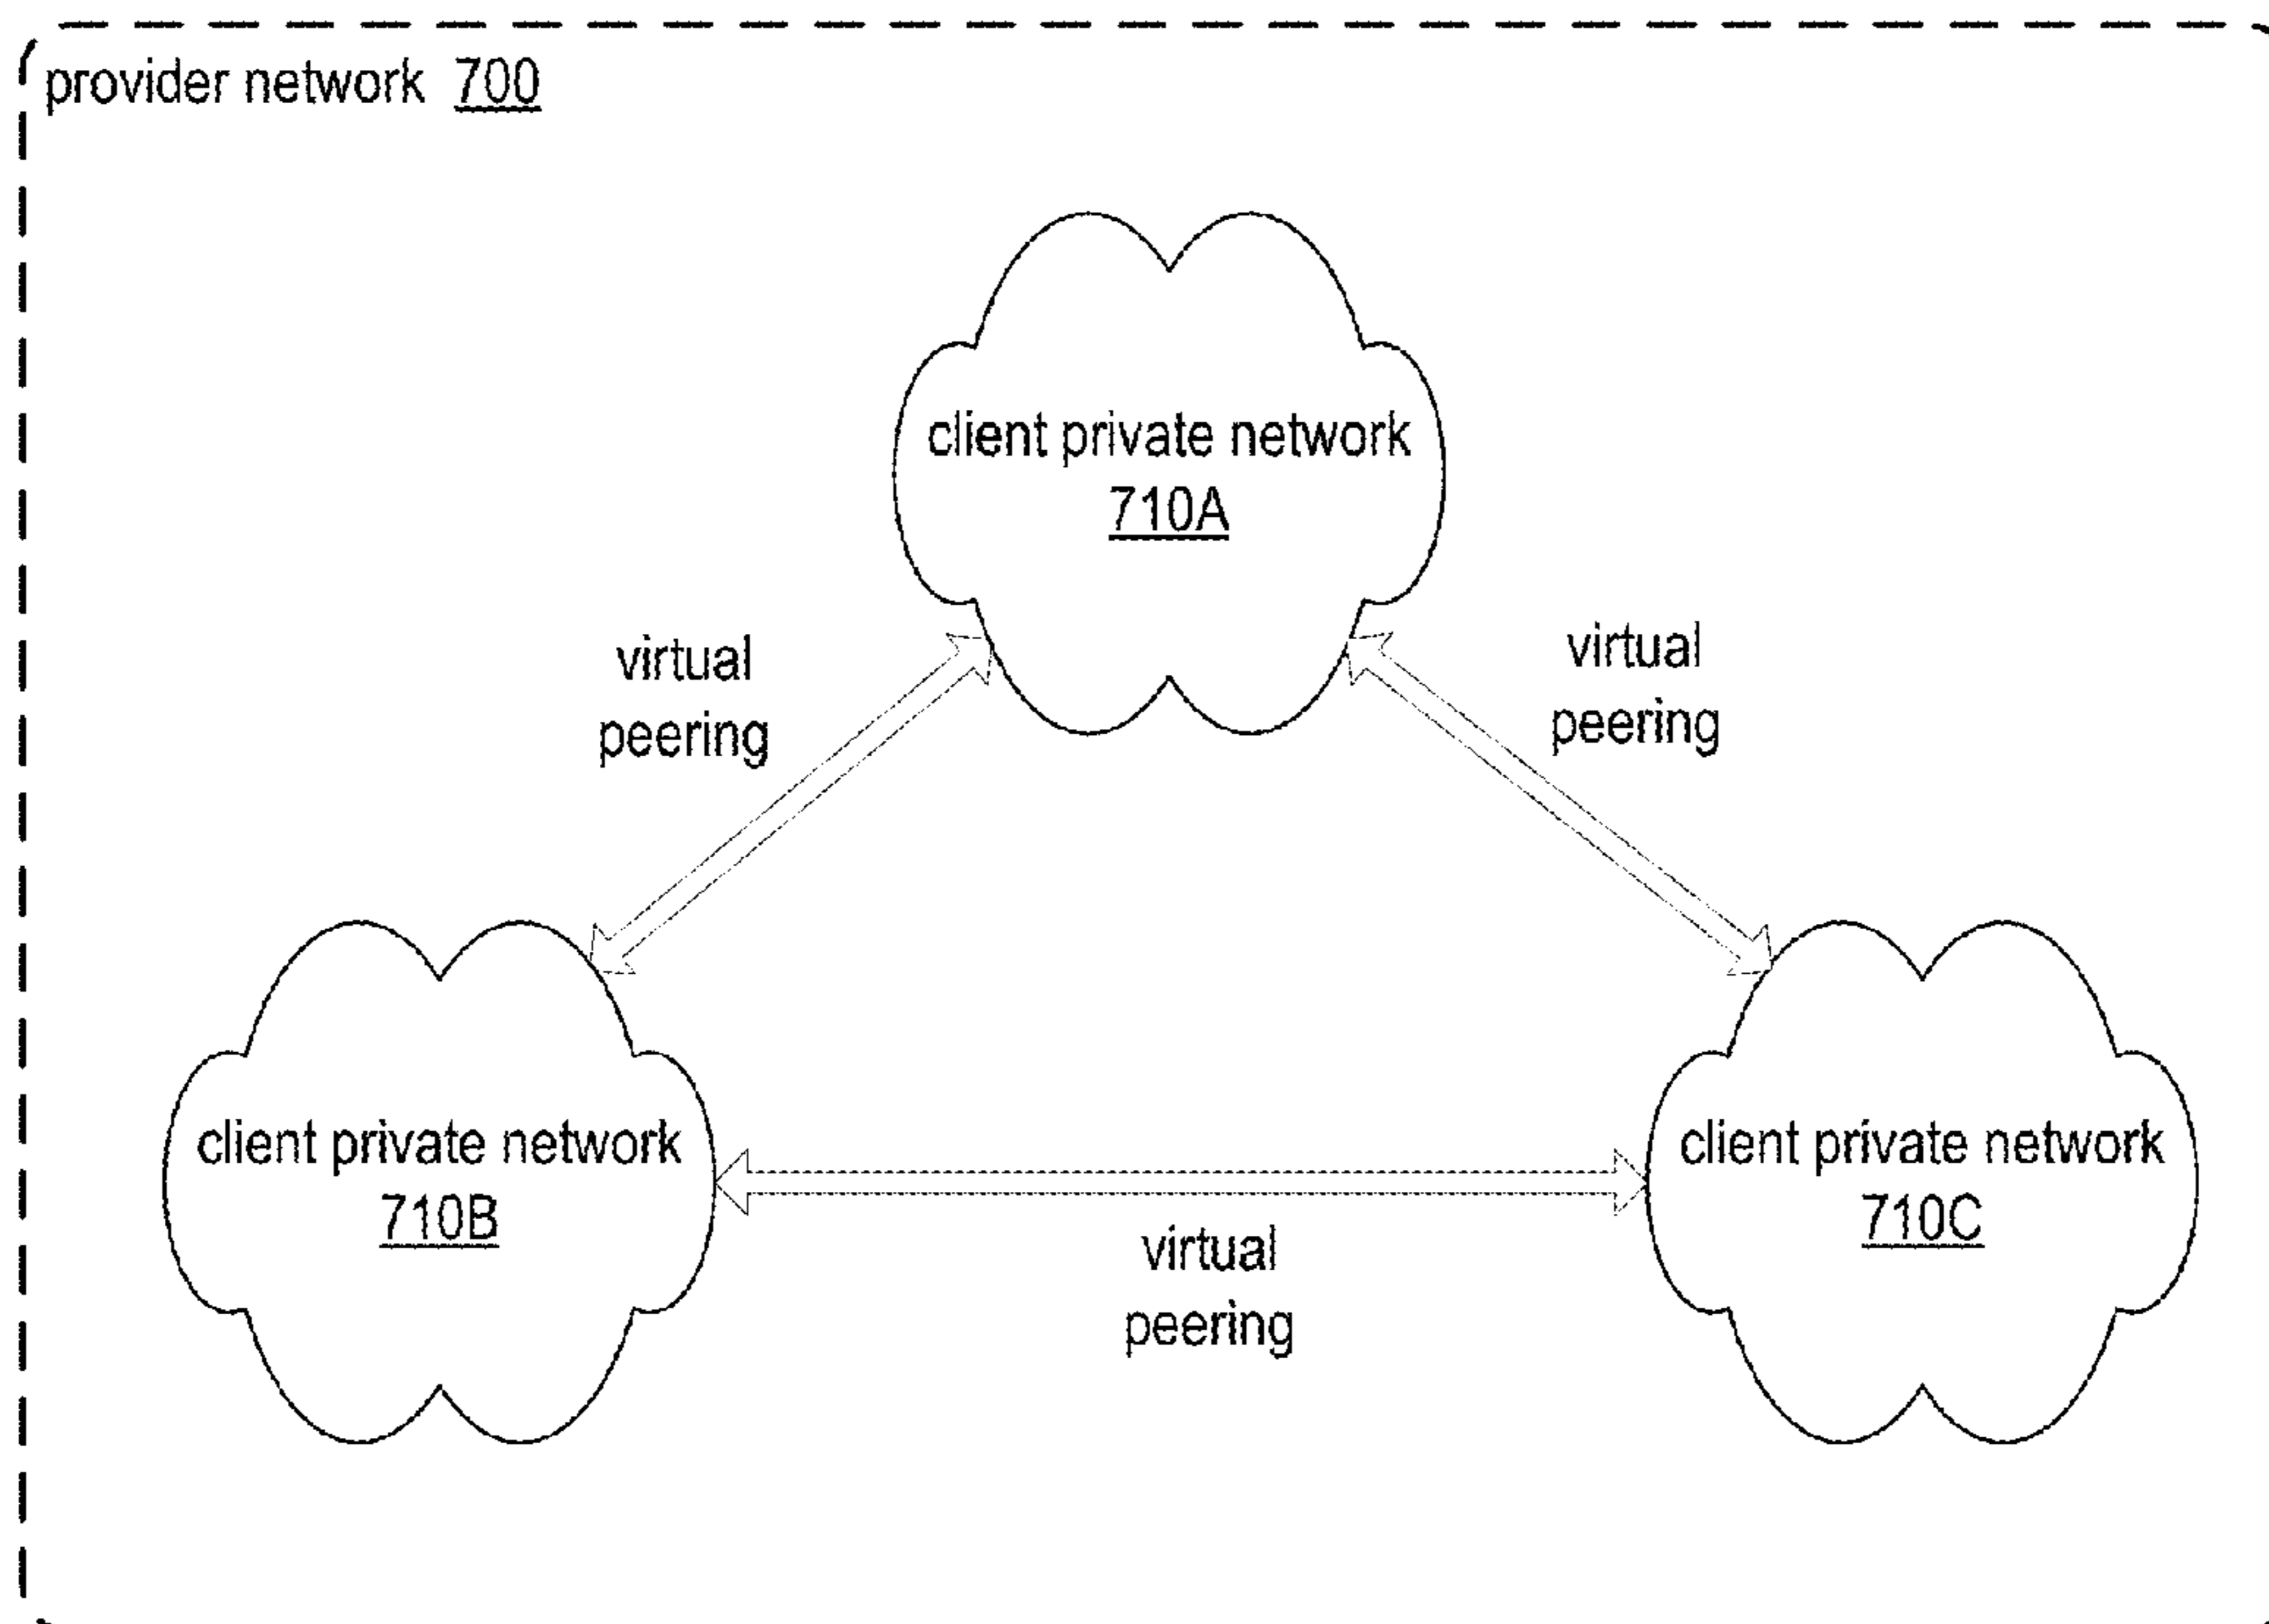 provider network 700
client private network
710A
virtual
peering
virtual
peering
client private network
710B
client private network
710C
virtual
peering